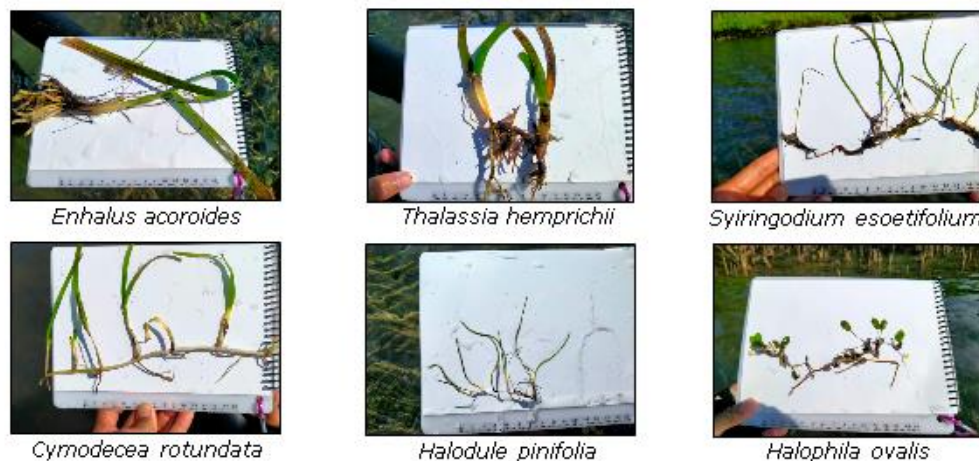 Enhalus acoroides
Thalassia hemprichii
Syiringodium esoetifolium
Cymodecea rotundata
Halodule pinifolia
Halophila ovalis